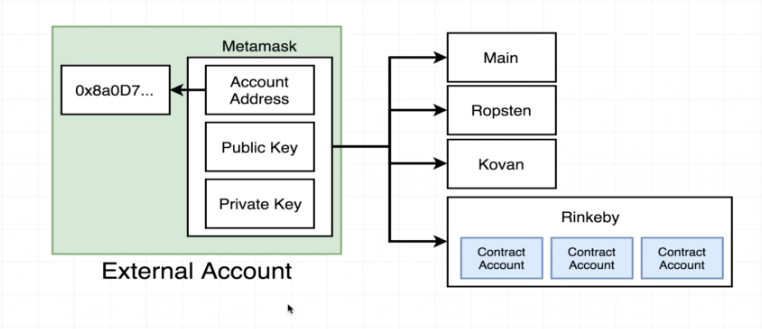 Metamask
0x8a0D7...
Account
Address
Public Key
Private Key
External Account
Main
Ropsten
Kovan
Rinkeby
Contract
Account
Contract
Account
Contract
Account